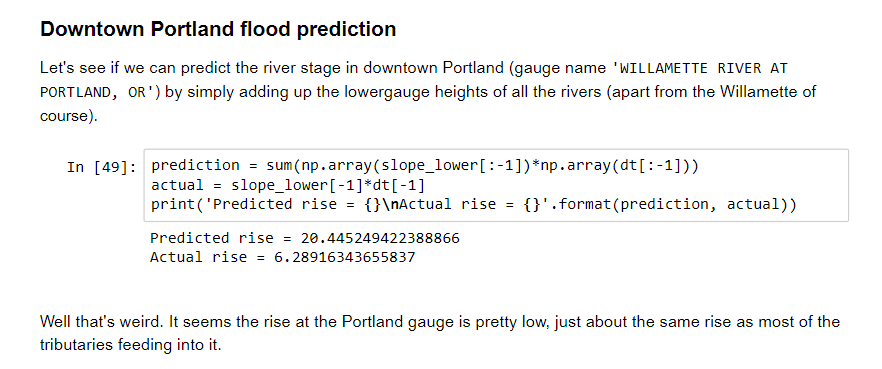 Downtown Portland flood prediction
Let's see if we can predict the river stage in downtown Portland (gauge name 'WILLAMETTE RIVER AT
PORTLAND, OR') by simply adding up the lowergauge heights of all the rivers (apart from the Willamette of
course).
In [49]: prediction = sum(np.array(slope_lower[:-1])*np.array(dt[:-1]))
actual = slope_lower[-1]*dt[-1]
print('Predicted rise = {}\nActual rise = {}'.format(prediction, actual))
Predicted rise = 20.445249422388866
Actual rise = 6.28916343655837
Well that's weird. It seems the rise at the Portland gauge is pretty low, just about the same rise as most of the
tributaries feeding into it.